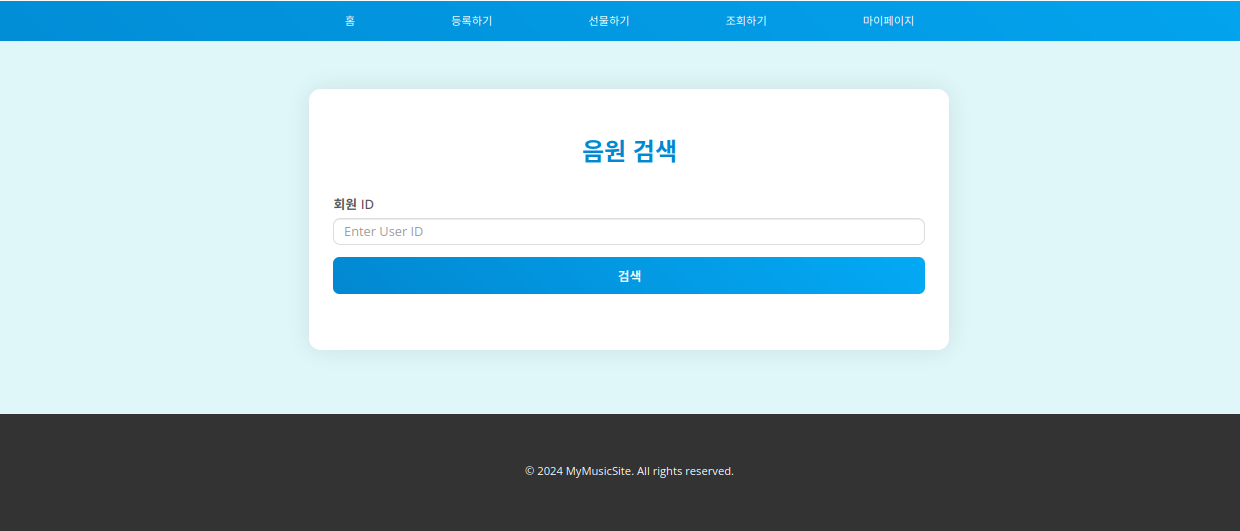 홈 등록하기 선물하기 조회하기 마이페이지
음원 검색
회원 ID
Enter User ID
검색
© 2024 MyMusicSite. All rights reserved.